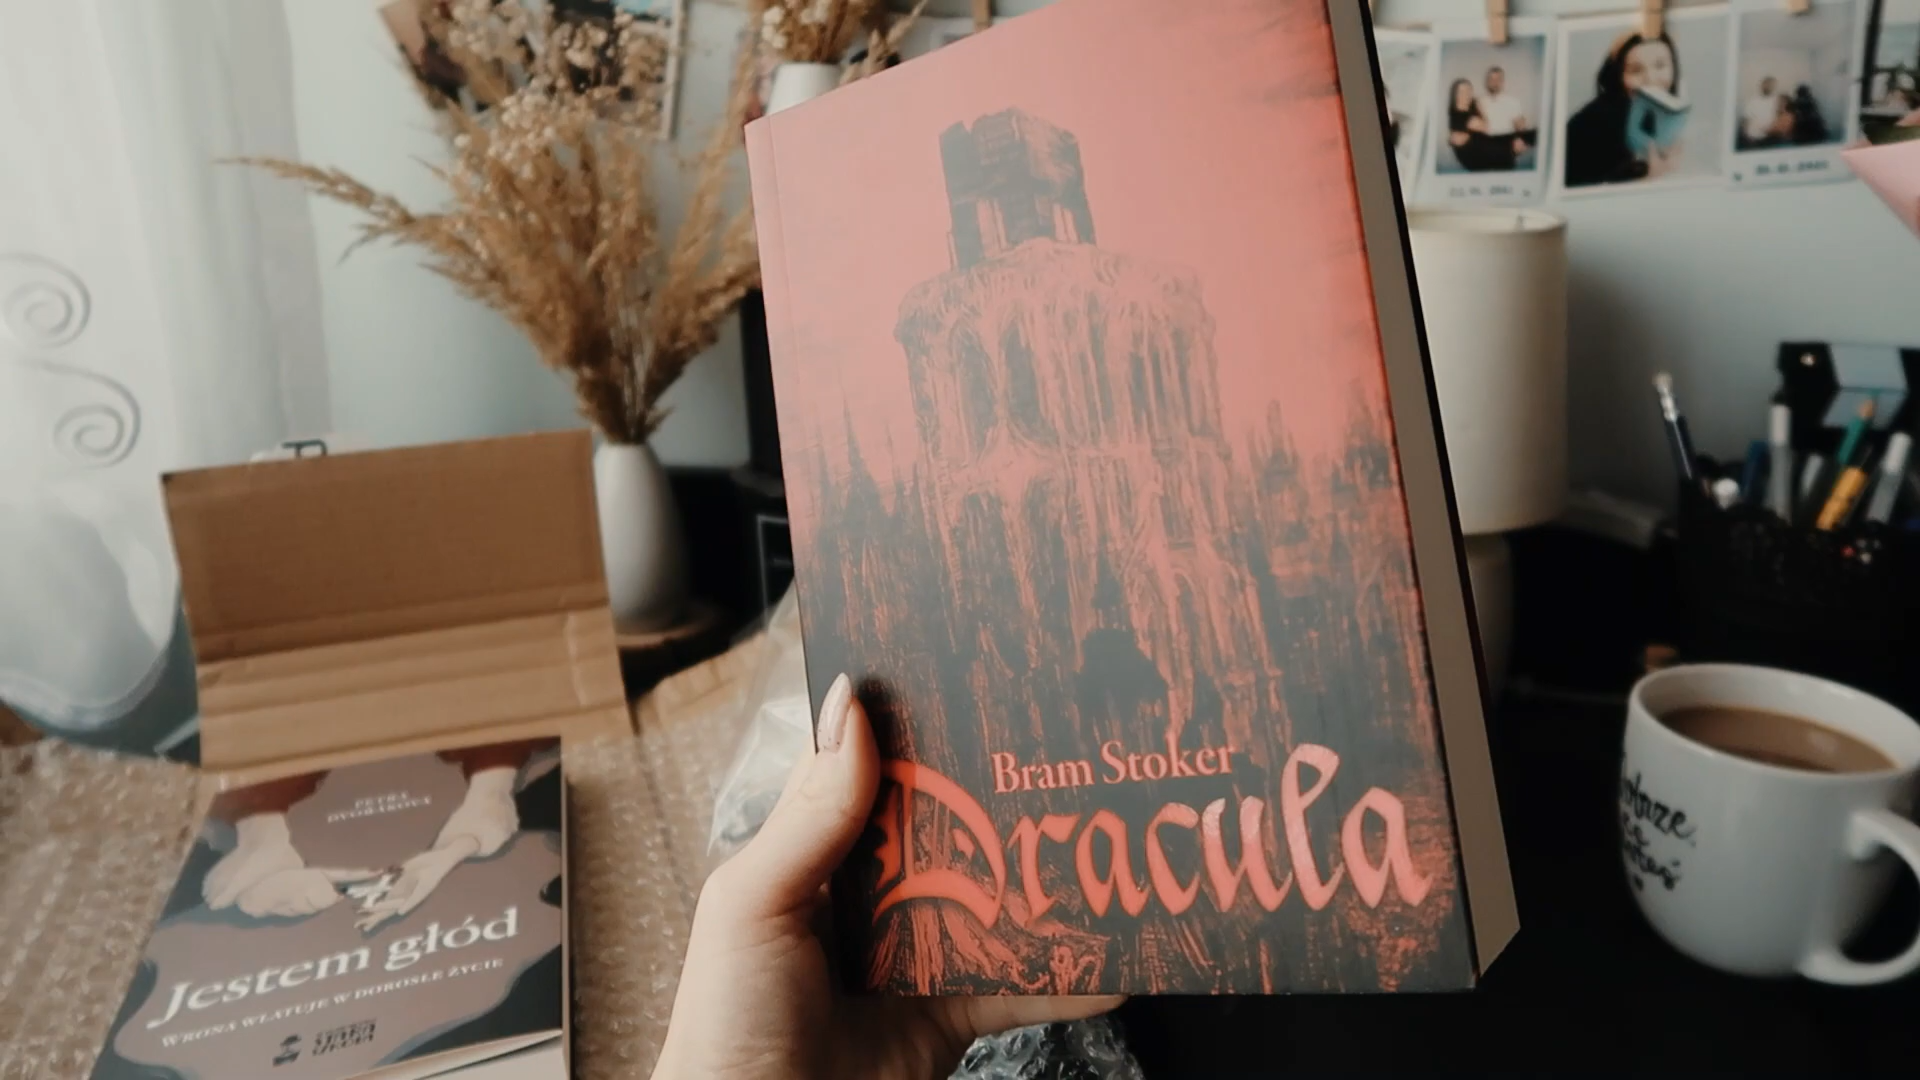 Bram Stoker
Dracula
PETRA
DVOŘÁKOVÁ
Jestem głód
WRONA WLATUJE W DOROSŁE ŻYCIE